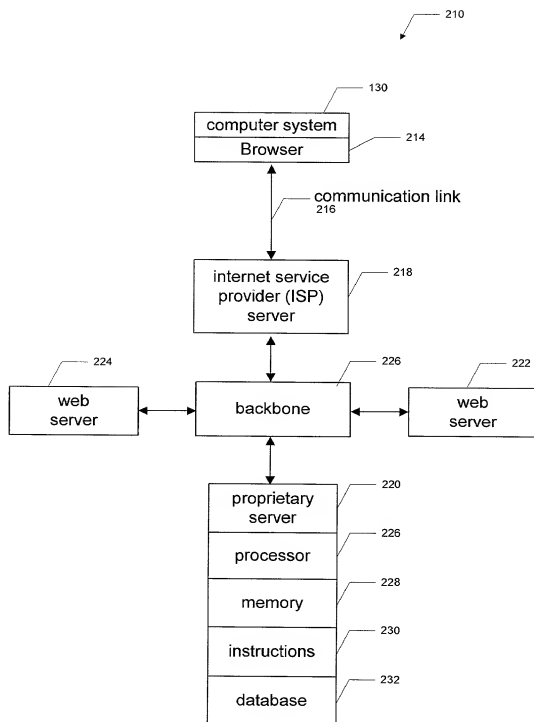 210
130
computer system
Browser
214
communication link
216
internet service
provider (ISP)
server
218
224
web
server
226
backbone
222
web
server
proprietary
server
220
processor
226
memory
228
instructions
230
database
232